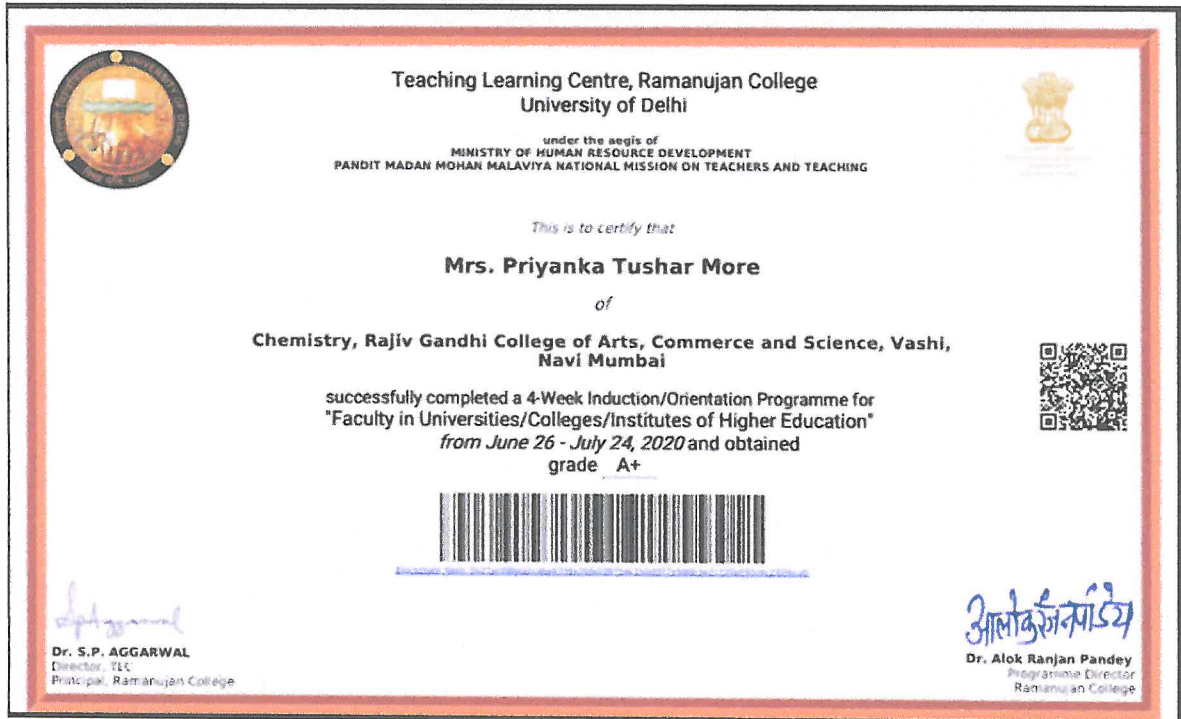 Teaching Learning Centre, Ramanujan College
University of Delhi
under the aegis of
MINISTRY OF HUMAN RESOURCE DEVELOPMENT
PANDIT MADAN MOHAN MALAVIYA NATIONAL MISSION ON TEACHERS AND TEACHING
This is to certify that
Mrs. Priyanka Tushar More
of
Chemistry, Rajiv Gandhi College of Arts, Commerce and Science, Vashi,
Navi Mumbai
successfully completed a 4-Week Induction/Orientation Programme for
"Faculty in Universities/Colleges/Institutes of Higher Education"
from June 26 - July 24, 2020 and obtained
grade A+
Dr. S.P. AGGARWAL
Director, TLC
Principal, Ramanujan College
आलोक रंजन पांडेय
Dr. Alok Ranjan Pandey
Programme Director
Ramanujan College